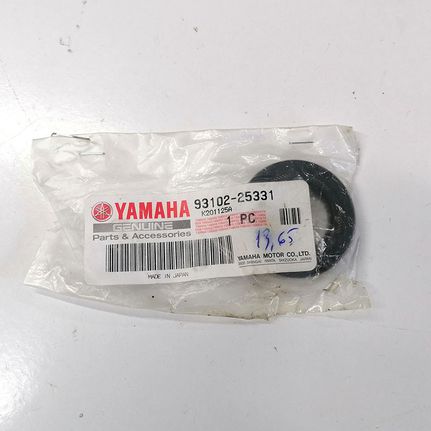 YAMAHA
GENUINE
Parts & Accessories
93102-25331
K201125A
1 PC
13,65
YAMAHA MOTOR CO., LTD.
MADE IN JAPAN